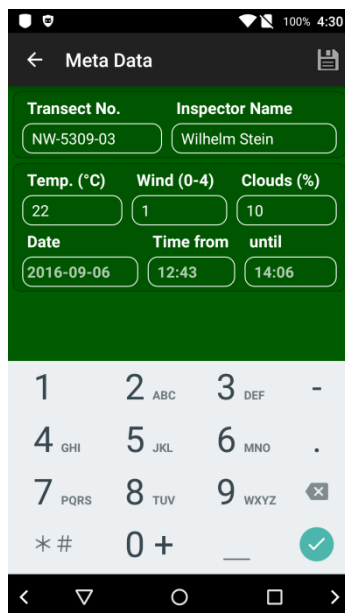 100% 4:30
Meta Data
Transect No. Inspector Name
NW-5309-03 Wilhelm Stein
Temp. (°C) Wind (0-4) Clouds (%)
22 1 10
Date Time from until
2016-09-06 12:43 14:06
1 2 ABC 3 DEF -
4 GHI 5 JKL 6 MNO .
7 PQRS 8 TUV 9 WXYZ
*# 0 + _